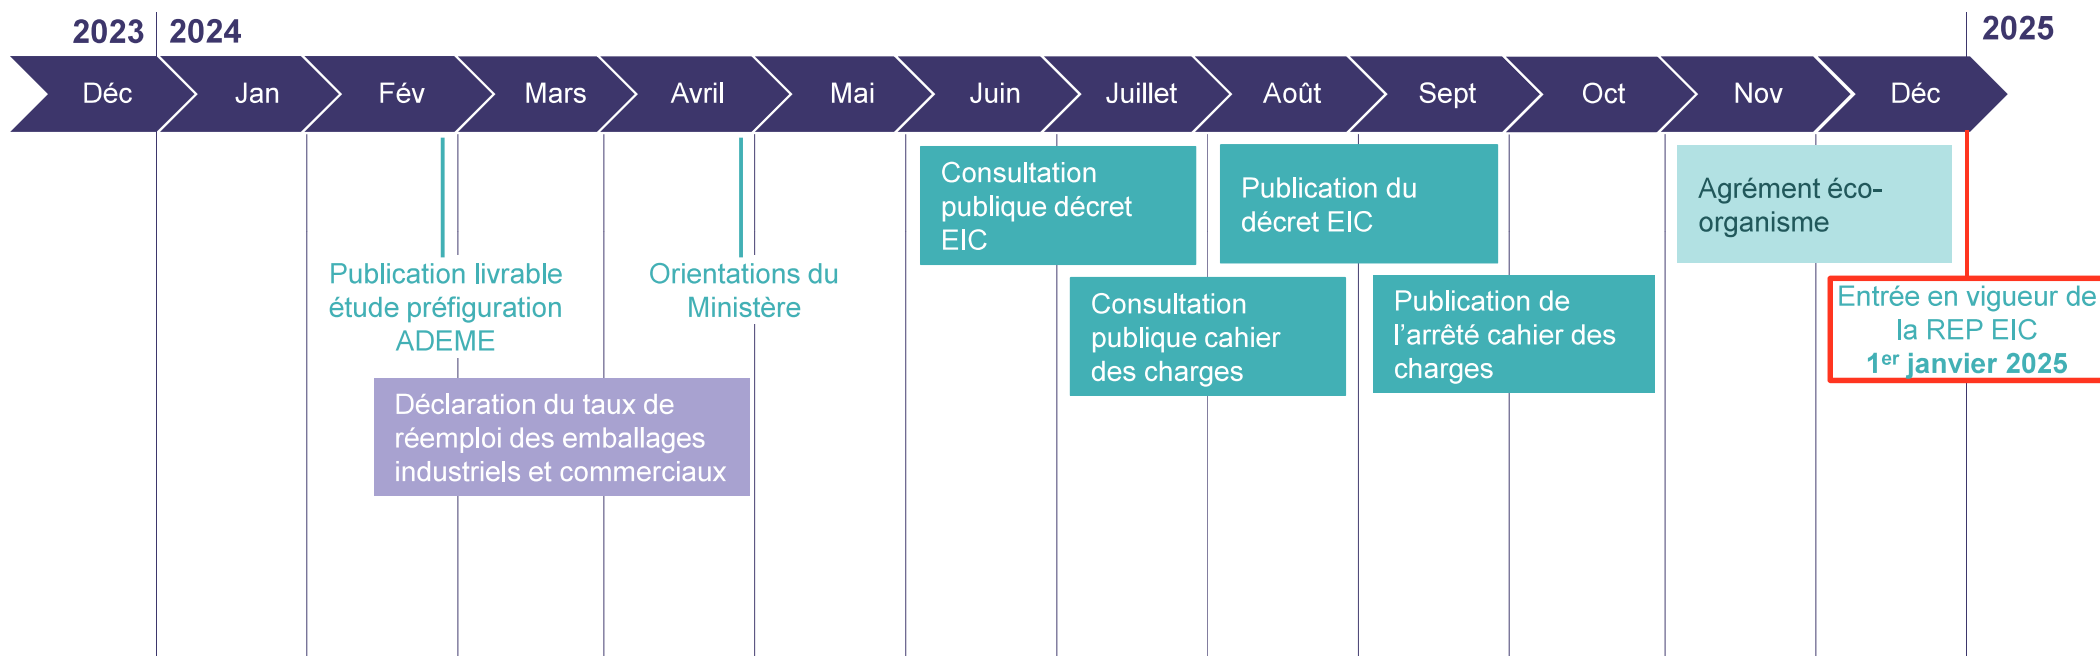 2023 2024 2025
Déc Jan Fév Mars Avril Mai Juin Juillet Août Sept Oct Nov Déc
Publication livrable
étude préfiguration
ADEME
Orientations du
Ministère
Déclaration du taux de
réemploi des emballages
industriels et commerciaux
Consultation
publique décret
EIC
Consultation
publique cahier
des charges
Publication du
décret EIC
Publication de
l’arrêté cahier des
charges
Agrément éco-
organisme
Entrée en vigueur de
la REP EIC
1er janvier 2025